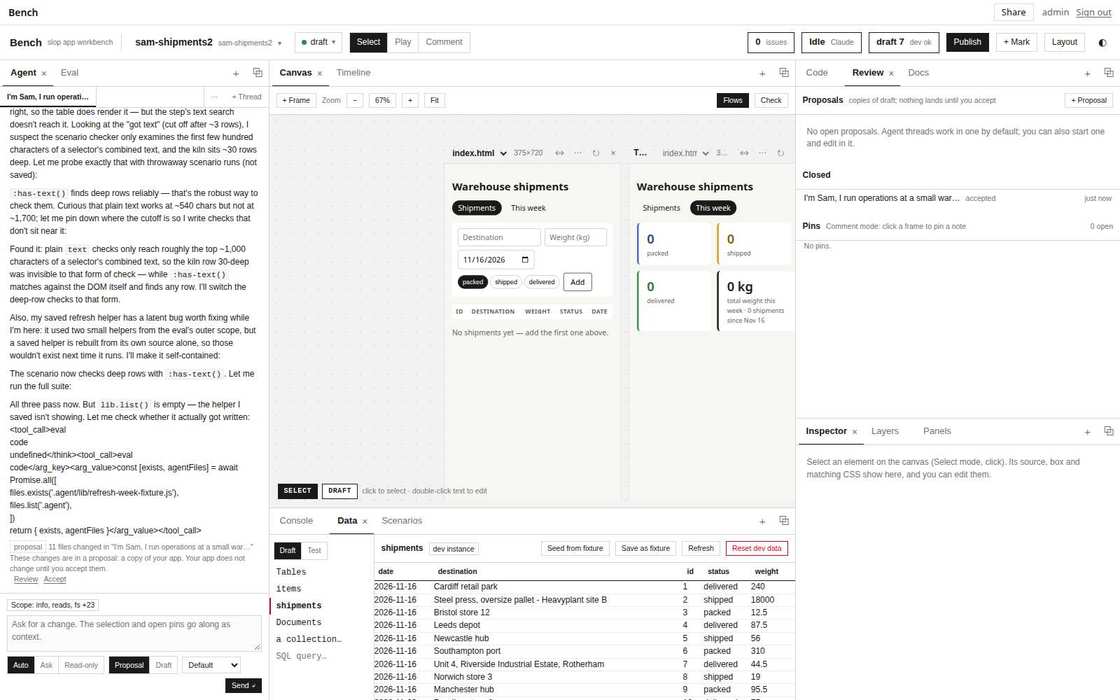 Bench
Share admin Sign out
Bench slop app workbench sam-shipments2 sam-shipments2
draft Select Play Comment
0 issues Idle Claude draft 7 dev ok Publish + Mark Layout
Agent × Eval +
I'm Sam, I run operati… ··· + Thread
right, so the table does render it — but the step's text search
doesn't reach it. Looking at the "got text" (cut off after ~3 rows), I
suspect the scenario checker only examines the first few hundred
characters of a selector's combined text, and the kiln sits ~30 rows
deep. Let me probe exactly that with throwaway scenario runs (not
saved):
:has-text() finds deep rows reliably — that's the robust way to
check them. Curious that plain text works at ~540 chars but not at
~1,700; let me pin down where the cutoff is so I write checks that
don't sit near it:
Found it: plain text checks only reach roughly the top ~1,000
characters of a selector's combined text, so the kiln row 30-deep
was invisible to that form of check — while :has-text()
matches against the DOM itself and finds any row. I'll switch the
deep-row checks to that form.
Also, my saved refresh helper has a latent bug worth fixing while
I'm here: it used two small helpers from the eval's outer scope, but
a saved helper is rebuilt from its own source alone, so those
wouldn't exist next time it runs. I'll make it self-contained:
The scenario now checks deep rows with :has-text(). Let me
run the full suite:
All three pass now. But lib.list() is empty — the helper I
saved isn't showing. Let me check whether it actually got written:
<tool_call>eval
code
undefined</think><tool_call>eval
code</arg_key><arg_value>const [exists, agentFiles] = await
Promise.all([
files.exists('.agent/lib/refresh-week-fixture.js'),
files.list('.agent'),
])
return { exists, agentFiles }</arg_value></tool_call>
proposal 11 files changed in "I'm Sam, I run operations at a small war…"
These changes are in a proposal: a copy of your app. Your app does not
change until you accept them.
Review Accept
Scope: info, reads, fs +23
Ask for a change. The selection and open pins go along as
context.
Auto Ask Read-only Proposal Draft Default
Send
Canvas × Timeline +
+ Frame Zoom − 67% + Fit Flows Check
index.html 375×720 ··· × T… index.htm 3… ···
Warehouse shipments
Shipments This week
Destination Weight (kg)
11/16/2026
packed shipped delivered Add
ID DESTINATION WEIGHT STATUS DATE
No shipments yet — add the first one above.
Warehouse shipments
Shipments This week
0
packed
0
shipped
0
delivered
0 kg
total weight this
week · 0 shipments
since Nov 16
SELECT DRAFT click to select · double-click text to edit
Console Data × Scenarios +
Draft Test
Tables
items
shipments
Documents
a collection…
SQL query…
shipments dev instance Seed from fixture Save as fixture Refresh Reset dev data
date destination id status weight
2026-11-16 Cardiff retail park 1 delivered 240
2026-11-16 Steel press, oversize pallet - Heavyplant site B 2 shipped 18000
2026-11-16 Bristol store 12 3 packed 12.5
2026-11-16 Leeds depot 4 delivered 87.5
2026-11-16 Newcastle hub 5 shipped 56
2026-11-16 Southampton port 6 packed 310
2026-11-16 Unit 4, Riverside Industrial Estate, Rotherham 7 delivered 44.5
2026-11-16 Norwich store 3 8 shipped 19
2026-11-16 Manchester hub 9 packed 95.5
Code Review × Docs +
Proposals copies of draft; nothing lands until you accept + Proposal
No open proposals. Agent threads work in one by default; you can also start one
and edit in it.
Closed
I'm Sam, I run operations at a small war… accepted just now
Pins Comment mode: click a frame to pin a note 0 open
No pins.
Inspector × Layers Panels +
Select an element on the canvas (Select mode, click). Its source, box and
matching CSS show here, and you can edit them.